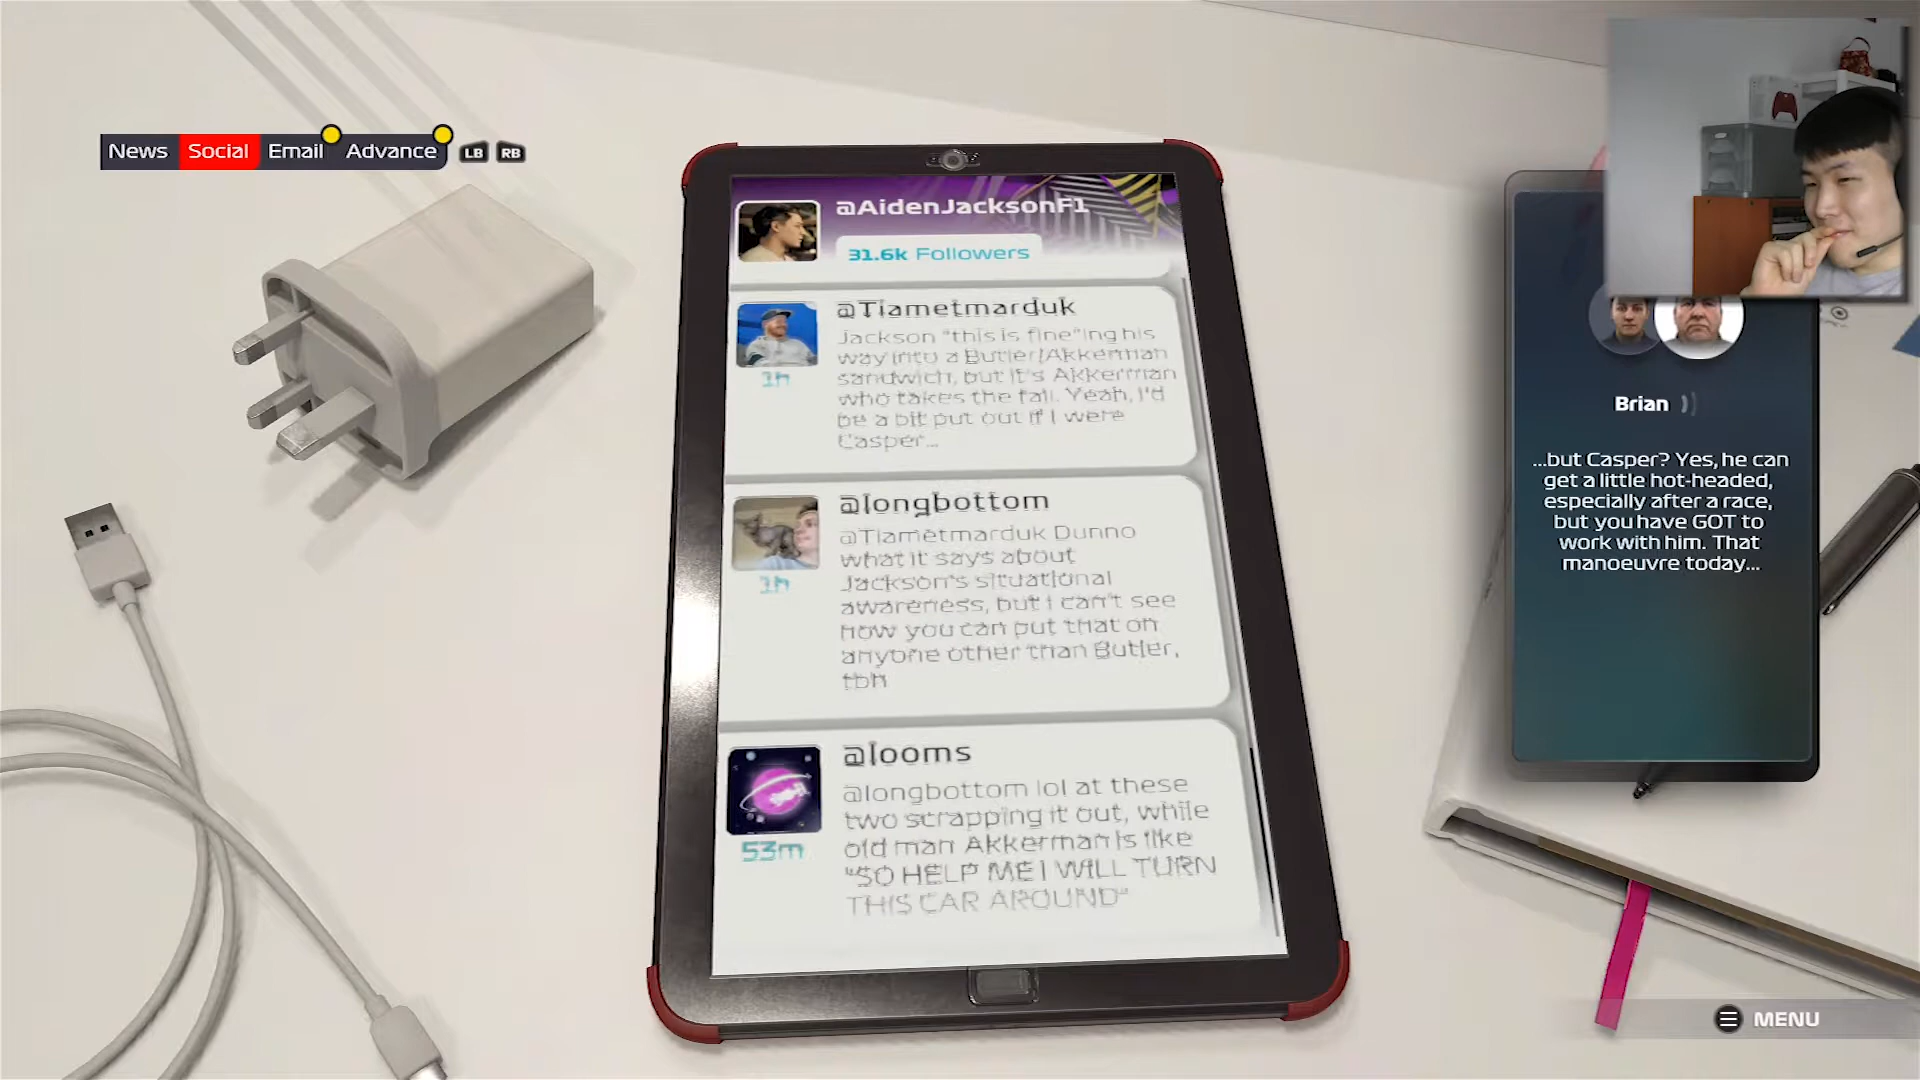 News Social Email Advance LB RB
@AidenJacksonF1
31.6k Followers
@Tiametmarduk
1h
Jackson "this is fine"ing his
way into a Butler/Akkerman
sandwich, but it's Akkerman
who takes the fall. Yeah, I'd
be a bit put out if I were
Casper...
@longbottom
1h
@Tiametmarduk Dunno
what it says about
Jackson's situational
awareness, but I can't see
how you can put that on
anyone other than Butler,
tbh
@looms
53m
@longbottom lol at these
two scrapping it out, while
old man Akkerman is like
"SO HELP ME I WILL TURN
THIS CAR AROUND"
Brian
...but Casper? Yes, he can
get a little hot-headed,
especially after a race,
but you have GOT to
work with him. That
manoeuvre today...
MENU